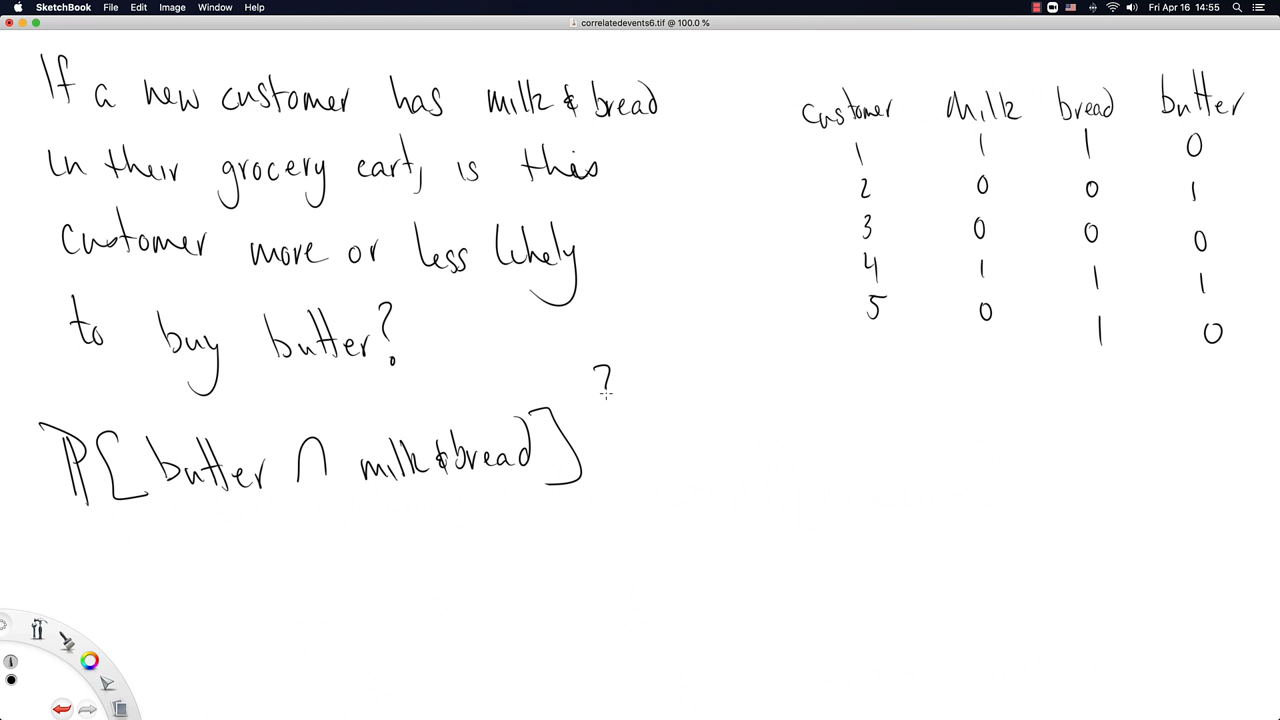 SketchBook File Edit Image Window Help Fri Apr 16 14:55
correlatedevents6.tif @ 100.0 %
If a new customer has milk & bread
in their grocery cart, is this
customer more or less likely
to buy butter?
?
ℙ[butter ∩ milk & bread]
customer milk bread butter
1 1 1 0
2 0 0 1
3 0 0 0
4 1 1 1
5 0 1 0